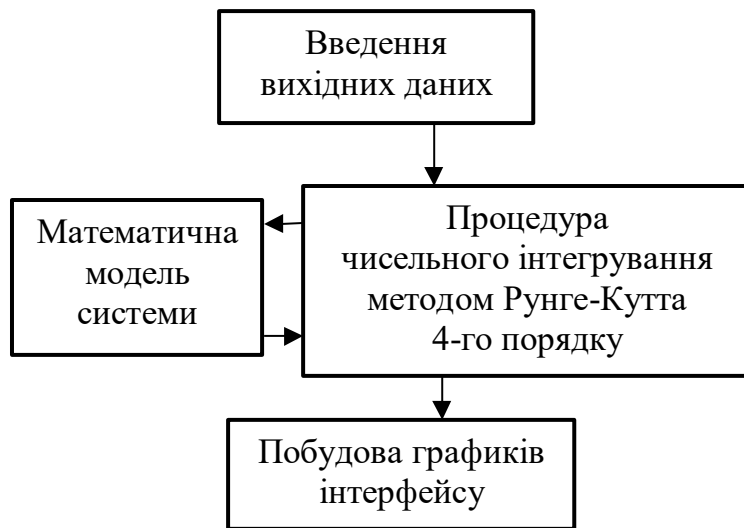 Введення
вихідних даних
Математична
модель
системи
Процедура
чисельного інтегрування
методом Рунге-Кутта
4-го порядку
Побудова графиків
інтерфейсу